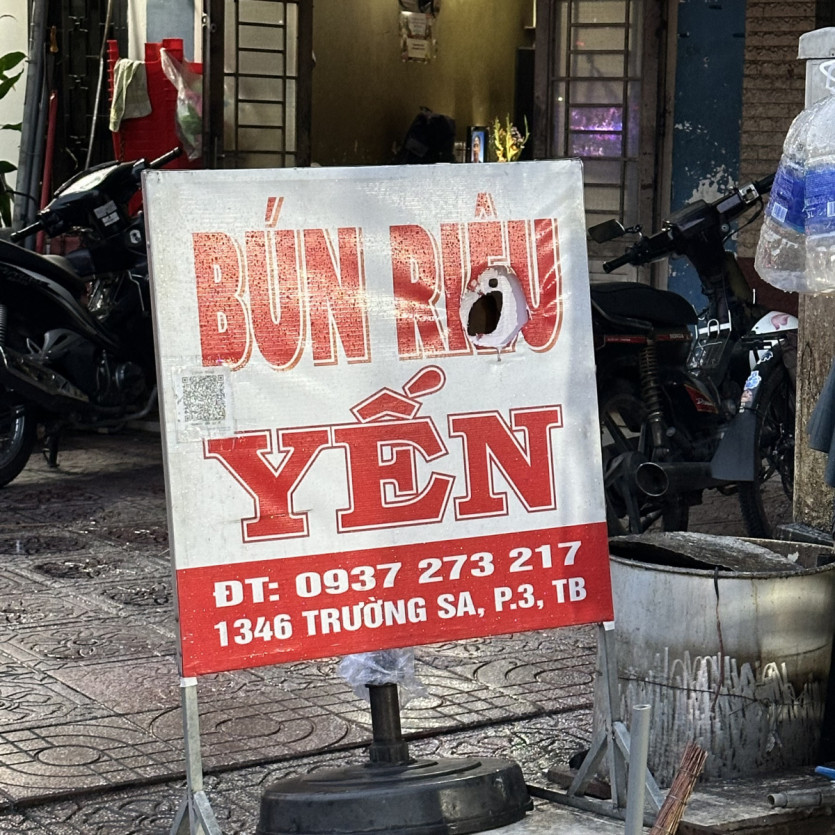 BÚN RIÊU
YẾN
ĐT: 0937 273 217
1346 TRƯỜNG SA, P.3, TB